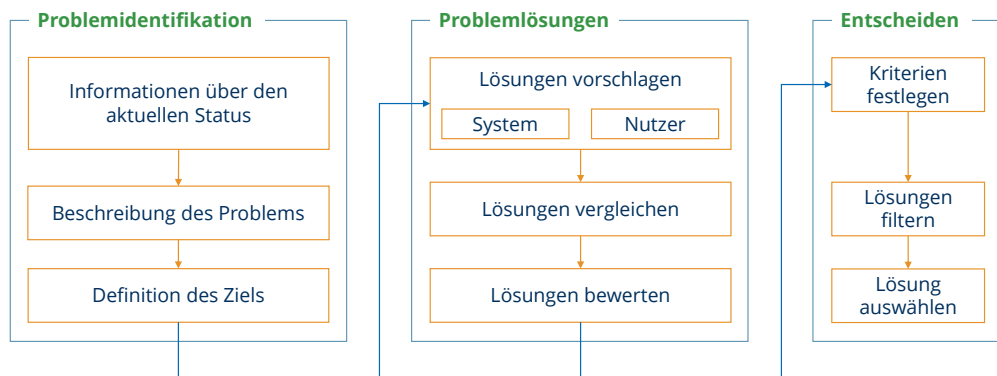 Problemidentifikation
Informationen über den
aktuellen Status
Beschreibung des Problems
Definition des Ziels
Problemlösungen
Lösungen vorschlagen
System
Nutzer
Lösungen vergleichen
Lösungen bewerten
Entscheiden
Kriterien
festlegen
Lösungen
filtern
Lösung
auswählen